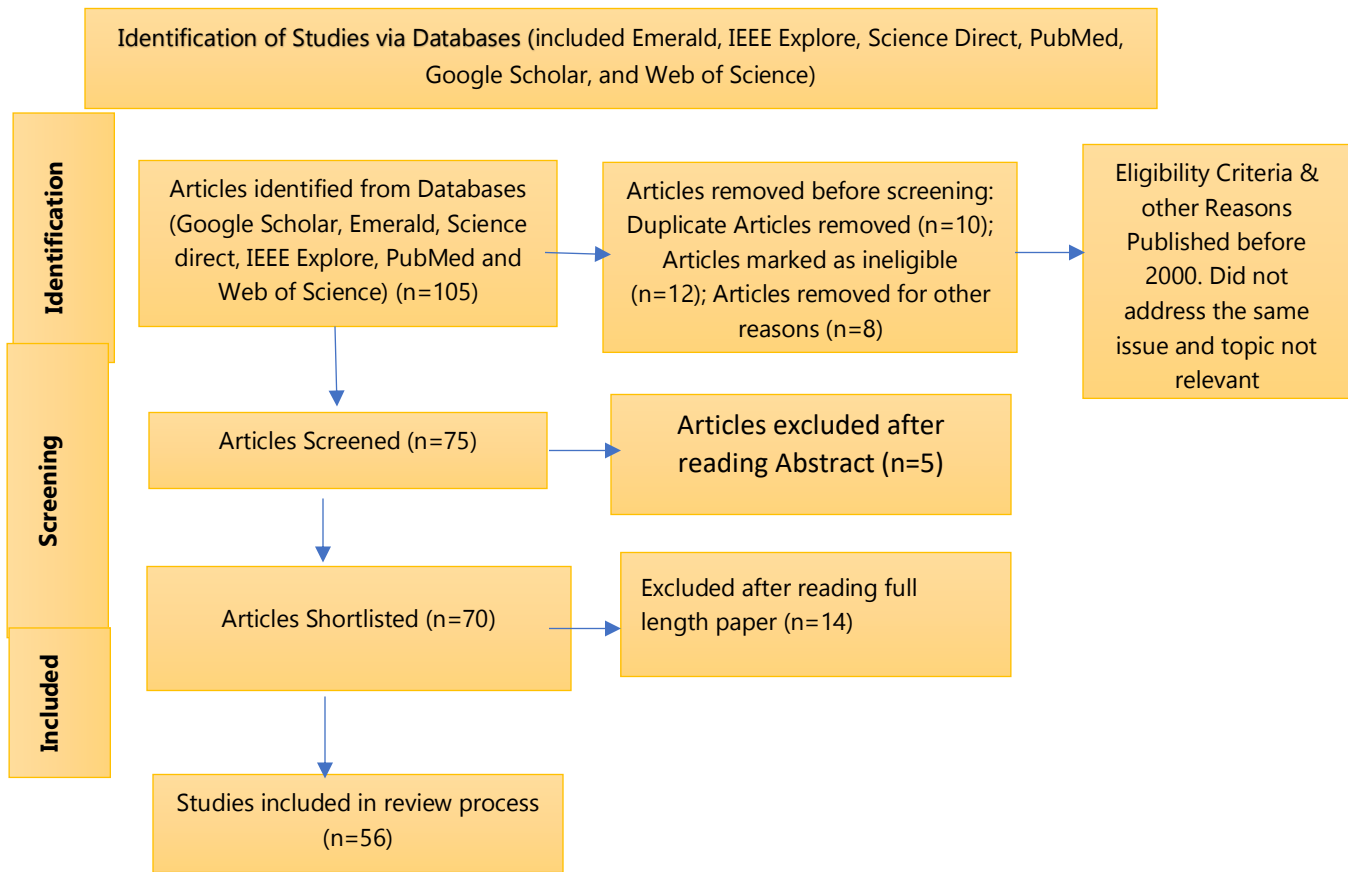 Identification of Studies via Databases (included Emerald, IEEE Explore, Science Direct, PubMed,
Google Scholar, and Web of Science)
Identification
Articles identified from Databases
(Google Scholar, Emerald, Science
direct, IEEE Explore, PubMed and
Web of Science) (n=105)
Articles removed before screening:
Duplicate Articles removed (n=10);
Articles marked as ineligible
(n=12); Articles removed for other
reasons (n=8)
Eligibility Criteria &
other Reasons
Published before
2000. Did not
address the same
issue and topic not
relevant
Screening
Articles Screened (n=75)
Articles excluded after
reading Abstract (n=5)
Articles Shortlisted (n=70)
Excluded after reading full
length paper (n=14)
Included
Studies included in review process
(n=56)